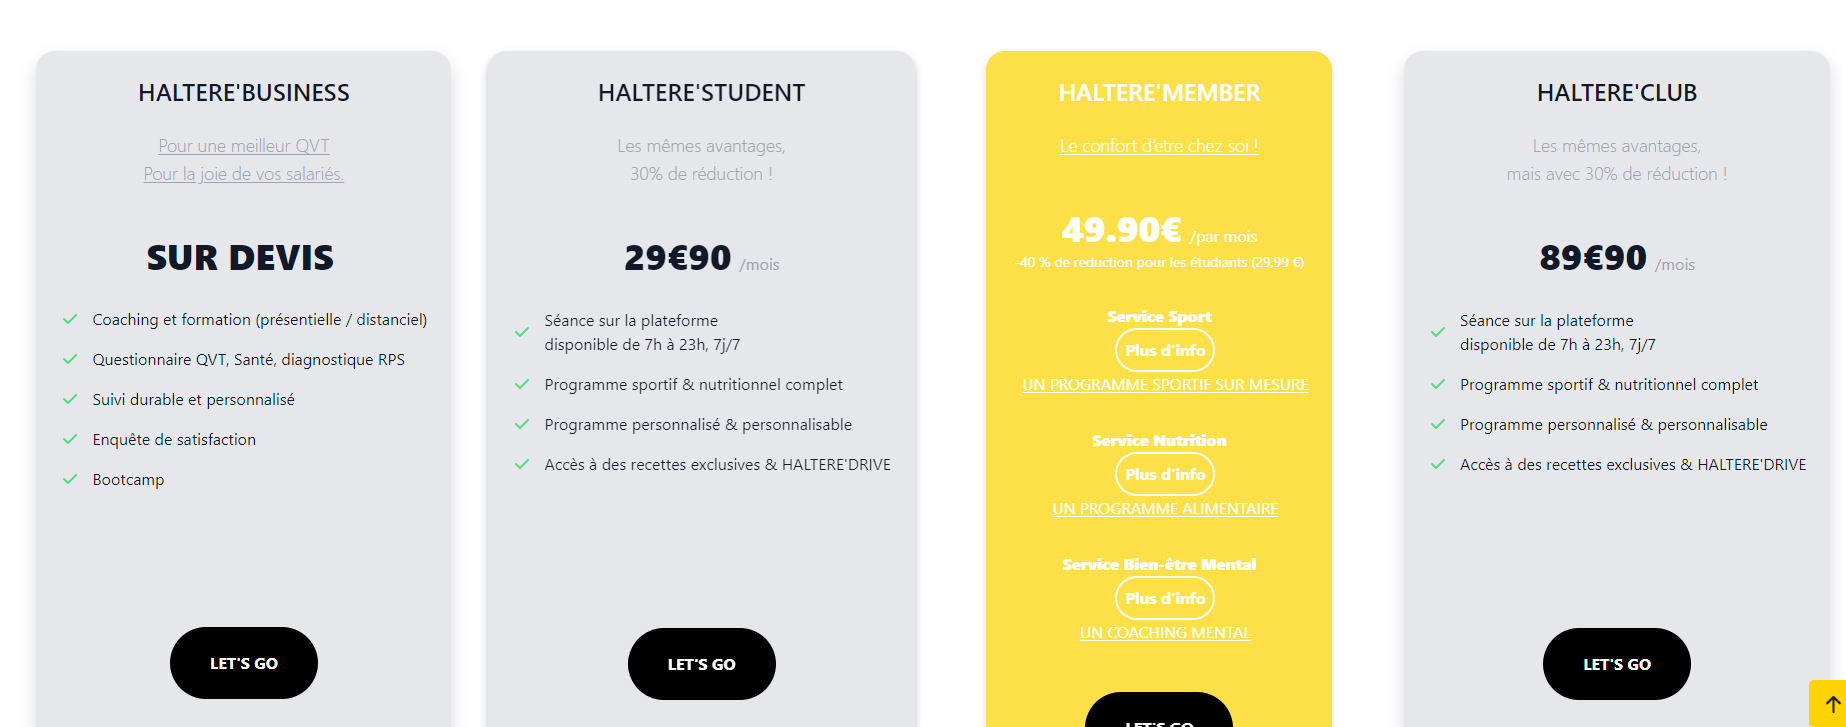 HALTERE'BUSINESS
Pour une meilleur QVT
Pour la joie de vos salariés.
SUR DEVIS
Coaching et formation (présentielle / distanciel)
Questionnaire QVT, Santé, diagnostique RPS
Suivi durable et personnalisé
Enquête de satisfaction
Bootcamp
LET'S GO
HALTERE'STUDENT
Les mêmes avantages,
30% de réduction !
29€90 /mois
Séance sur la plateforme
disponible de 7h à 23h, 7j/7
Programme sportif & nutritionnel complet
Programme personnalisé & personnalisable
Accès à des recettes exclusives & HALTERE'DRIVE
LET'S GO
HALTERE'MEMBER
Le confort d'etre chez soi !
49.90€ /par mois
-40 % de reduction pour les étudiants (29,99 €)
Service Sport
Plus d'info
UN PROGRAMME SPORTIF SUR MESURE
Service Nutrition
Plus d'info
UN PROGRAMME ALIMENTAIRE
Service Bien-être Mental
Plus d'info
UN COACHING MENTAL
LET'S GO
HALTERE'CLUB
Les mêmes avantages,
mais avec 30% de réduction !
89€90 /mois
Séance sur la plateforme
disponible de 7h à 23h, 7j/7
Programme sportif & nutritionnel complet
Programme personnalisé & personnalisable
Accès à des recettes exclusives & HALTERE'DRIVE
LET'S GO